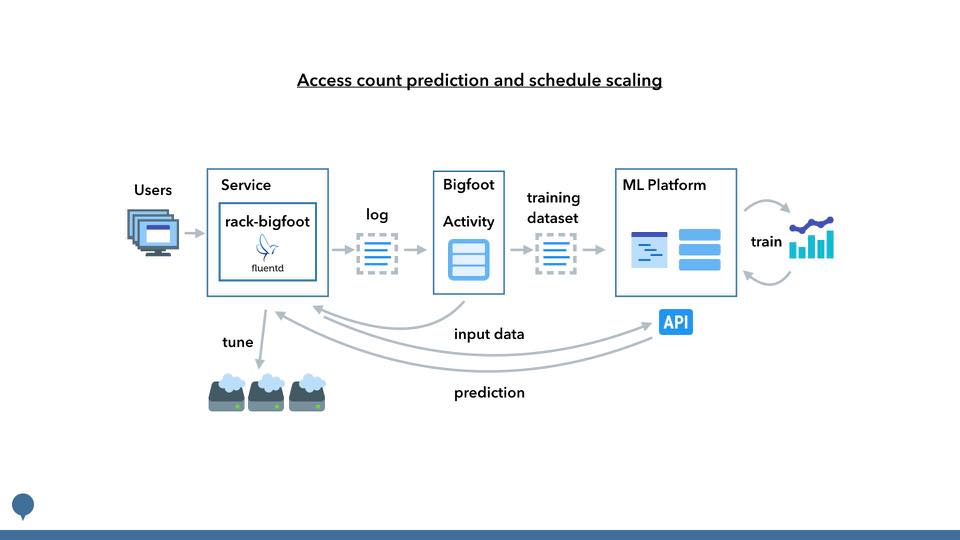 Access count prediction and schedule scaling
Users
Service
rack-bigfoot
fluentd
log
Bigfoot
Activity
training
dataset
ML Platform
train
API
input data
tune
prediction